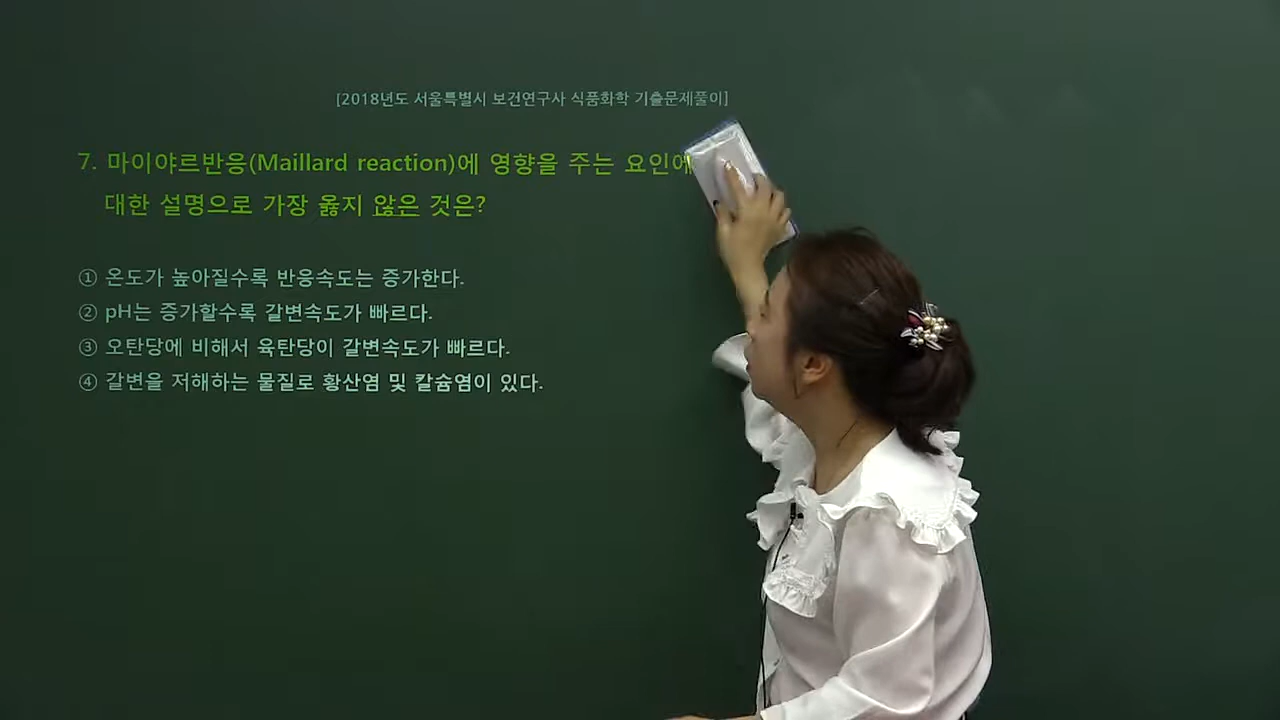 [2018년도 서울특별시 보건연구사 식품화학 기출문제풀이]
7. 마이야르반응(Maillard reaction)에 영향을 주는 요인에
대한 설명으로 가장 옳지 않은 것은?
① 온도가 높아질수록 반응속도는 증가한다.
② pH는 증가할수록 갈변속도가 빠르다.
③ 오탄당에 비해서 육탄당이 갈변속도가 빠르다.
④ 갈변을 저해하는 물질로 황산염 및 칼슘염이 있다.